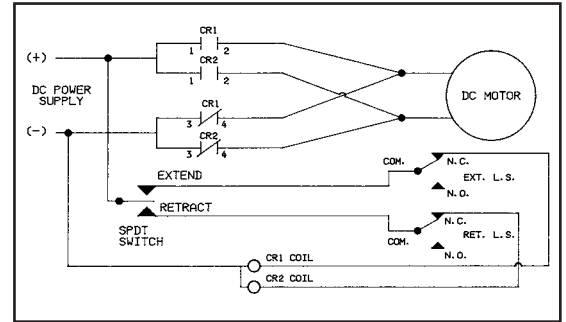 CR1
1 2
(+)
CR2
1 2
DC POWER
SUPPLY
DC MOTOR
CR1
3 4
(-)
CR2
3 4
COM.
N.C.
EXT. L.S.
N.O.
EXTEND
RETRACT
SPDT
SWITCH
N.C.
COM.
RET. L.S.
N.O.
CR1 COIL
CR2 COIL